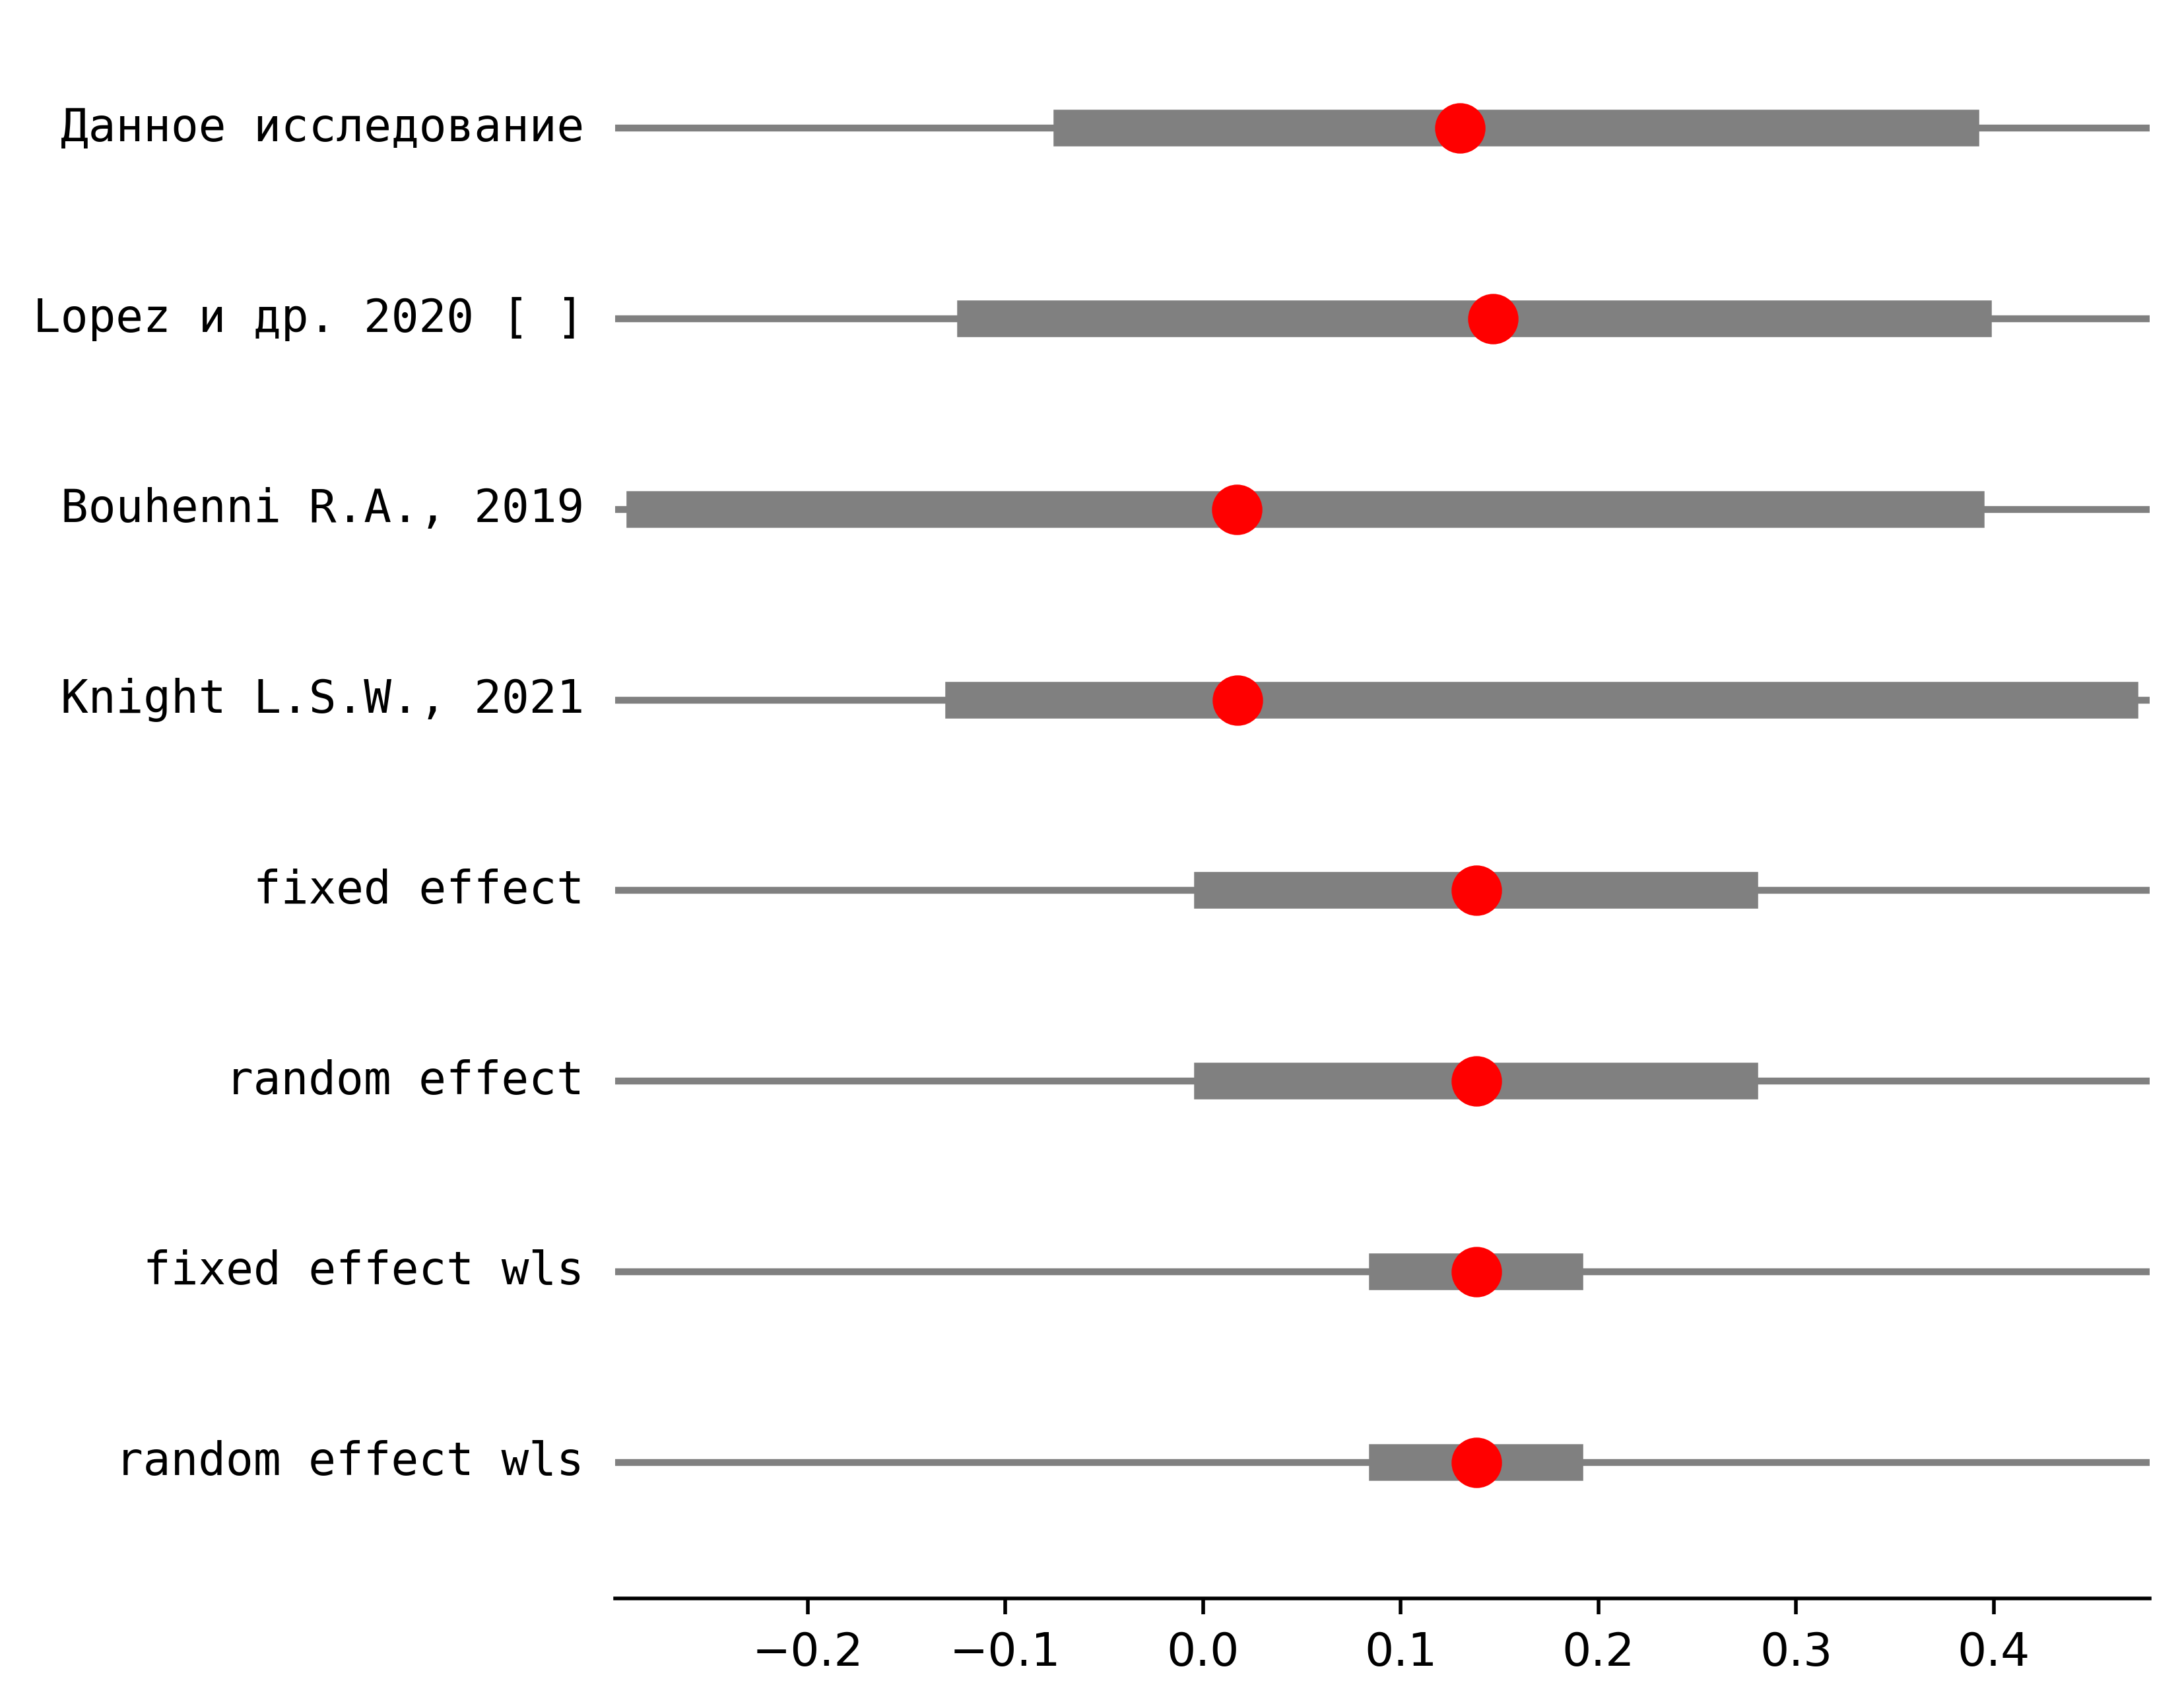 Данное исследование
Lopez и др. 2020 [ ]
Bouhenni R.A., 2019
Knight L.S.W., 2021
fixed effect
random effect
fixed effect wls
random effect wls
−0.2 −0.1 0.0 0.1 0.2 0.3 0.4